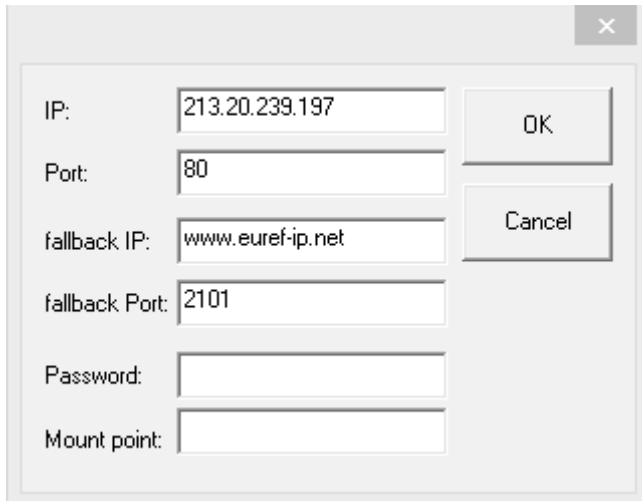 IP: 213.20.239.197 OK
Port: 80
fallback IP: www.euref-ip.net Cancel
fallback Port: 2101
Password:
Mount point: